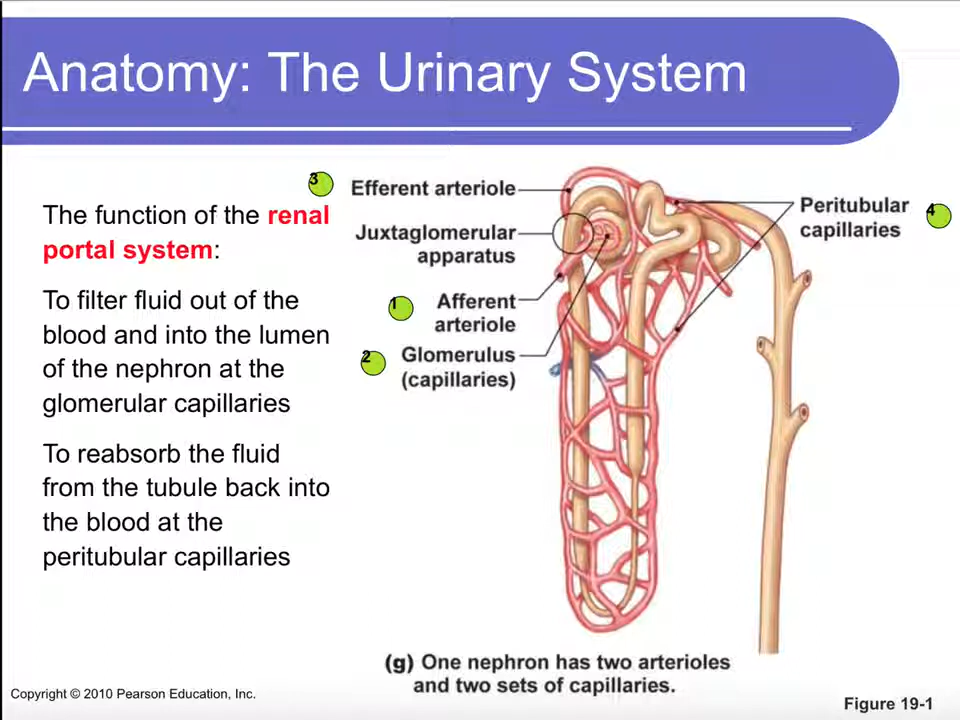 Anatomy: The Urinary System
The function of the renal
portal system:
To filter fluid out of the
blood and into the lumen
of the nephron at the
glomerular capillaries
To reabsorb the fluid
from the tubule back into
the blood at the
peritubular capillaries
3
Efferent arteriole
Juxtaglomerular
apparatus
1
Afferent
arteriole
2
Glomerulus
(capillaries)
Peritubular
capillaries
4
(g) One nephron has two arterioles
and two sets of capillaries.
Copyright © 2010 Pearson Education, Inc.
Figure 19-1